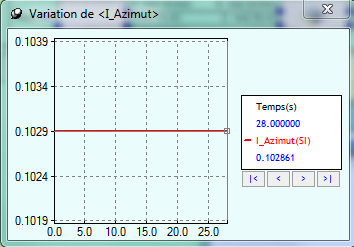 Variation de <I_Azimut>
0.1039
0.1034
0.1029
0.1024
0.1019
0.0 5.0 10.0 15.0 20.0 25.0
Temps(s)
28.000000
I_Azimut(SI)
0.102861
|< < > >|